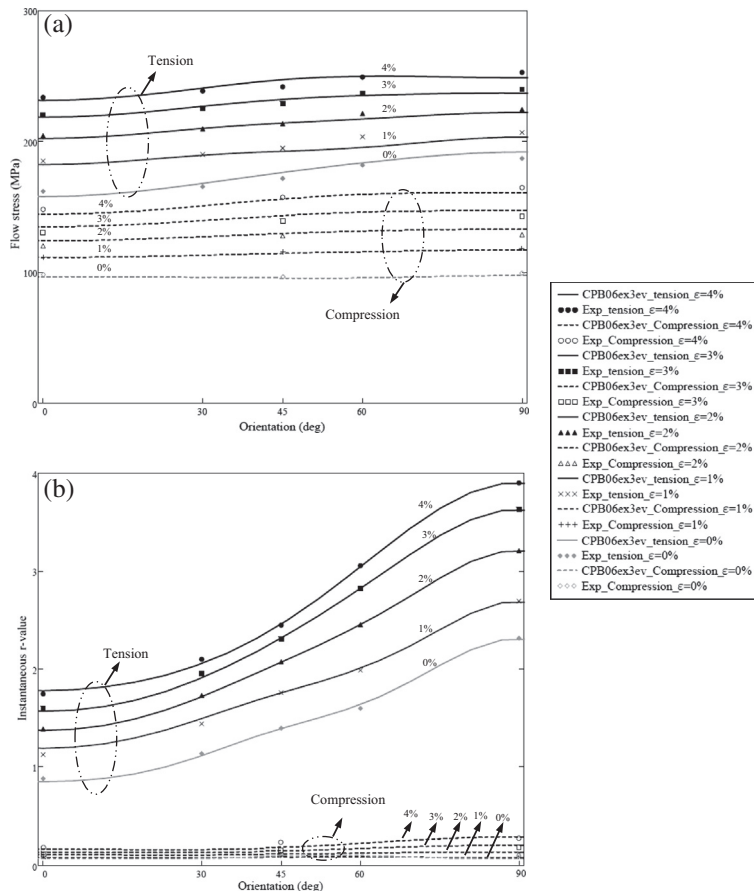 (a)
Tension
4%
3%
2%
1%
0%
4%
3%
2%
1%
0%
Compression
Flow stress (MPa)
300
200
100
0
0
30
45
60
90
Orientation (deg)
CPB06ex3ev_tension_ε=4%
Exp_tension_ε=4%
CPB06ex3ev_Compression_ε=4%
Exp_Compression_ε=4%
CPB06ex3ev_tension_ε=3%
Exp_tension_ε=3%
CPB06ex3ev_Compression_ε=3%
Exp_Compression_ε=3%
CPB06ex3ev_tension_ε=2%
Exp_tension_ε=2%
CPB06ex3ev_Compression_ε=2%
Exp_Compression_ε=2%
CPB06ex3ev_tension_ε=1%
Exp_tension_ε=1%
CPB06ex3ev_Compression_ε=1%
Exp_Compression_ε=1%
CPB06ex3ev_tension_ε=0%
Exp_tension_ε=0%
CPB06ex3ev_Compression_ε=0%
Exp_Compression_ε=0%
(b)
4%
3%
2%
1%
0%
Tension
Compression
4%
3%
2%
1%
0%
Instantaneous r-value
4
3
2
1
0
0
30
45
60
90
Orientation (deg)